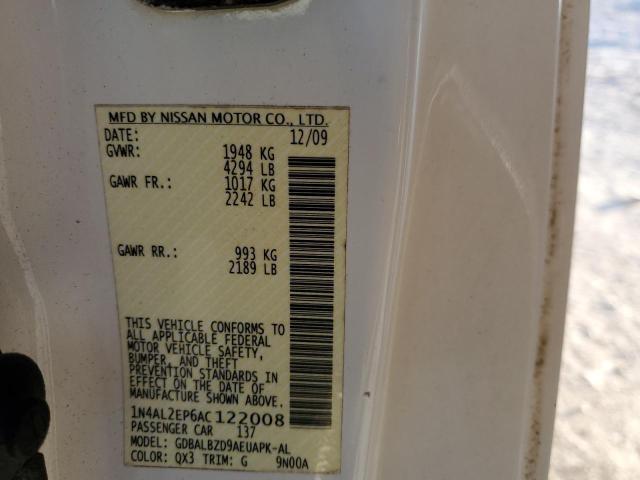 MFD BY NISSAN MOTOR CO., LTD.
DATE: 12/09
GVWR: 1948 KG
4294 LB
GAWR FR.: 1017 KG
2242 LB
GAWR RR.: 993 KG
2189 LB
THIS VEHICLE CONFORMS TO
ALL APPLICABLE FEDERAL
MOTOR VEHICLE SAFETY,
BUMPER, AND THEFT
PREVENTION STANDARDS IN
EFFECT ON THE DATE OF
MANUFACTURE SHOWN ABOVE.
1N4AL2EP6AC122008
PASSENGER CAR 137
MODEL: GDBALBZD9AEUAPK-AL
COLOR: QX3 TRIM: G 9N00A